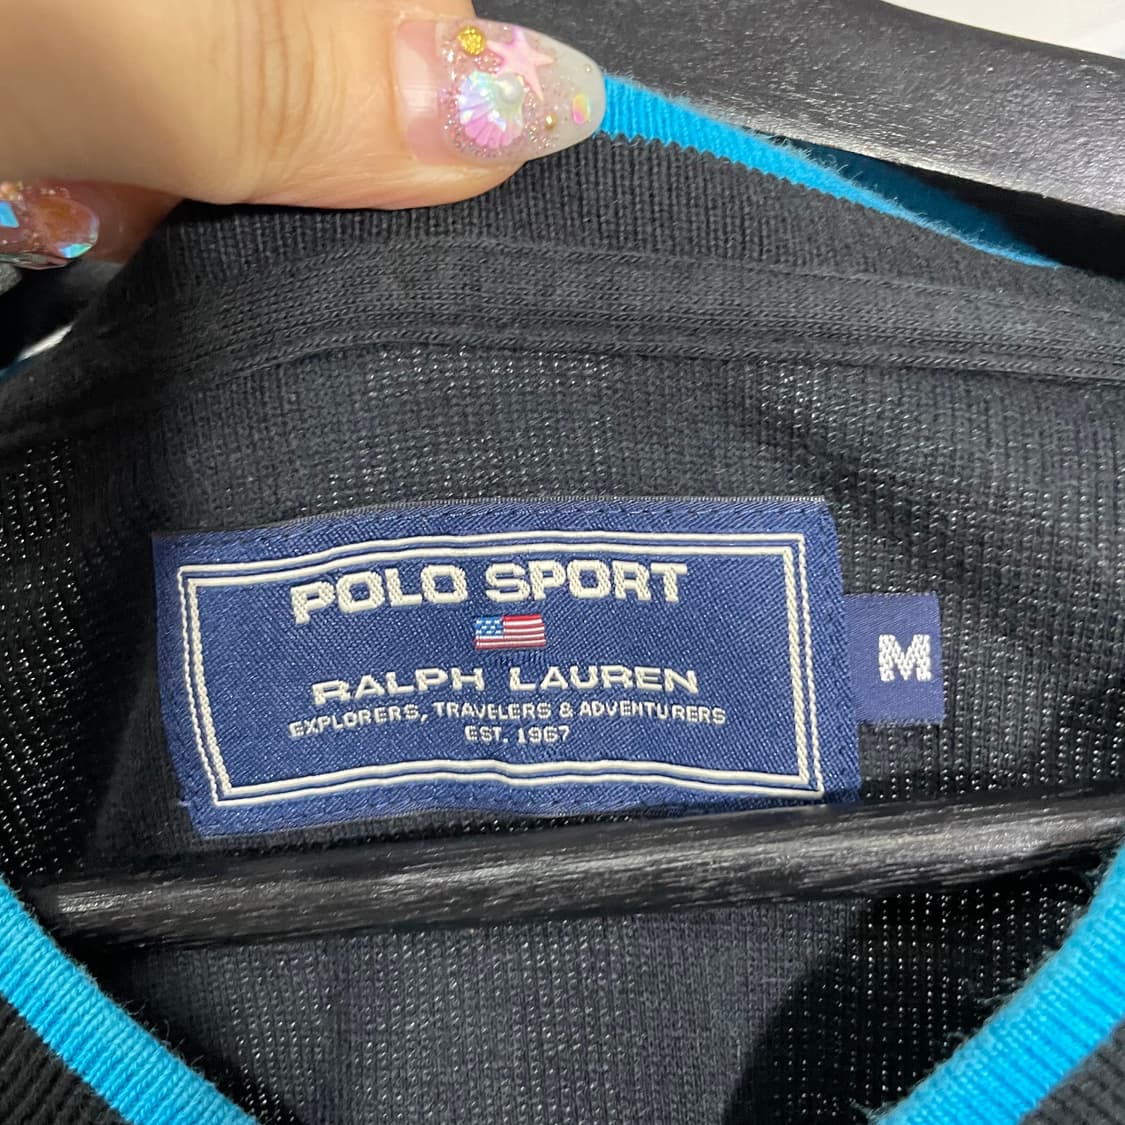 POLO SPORT
RALPH LAUREN
EXPLORERS, TRAVELERS & ADVENTURERS
EST. 1967
M